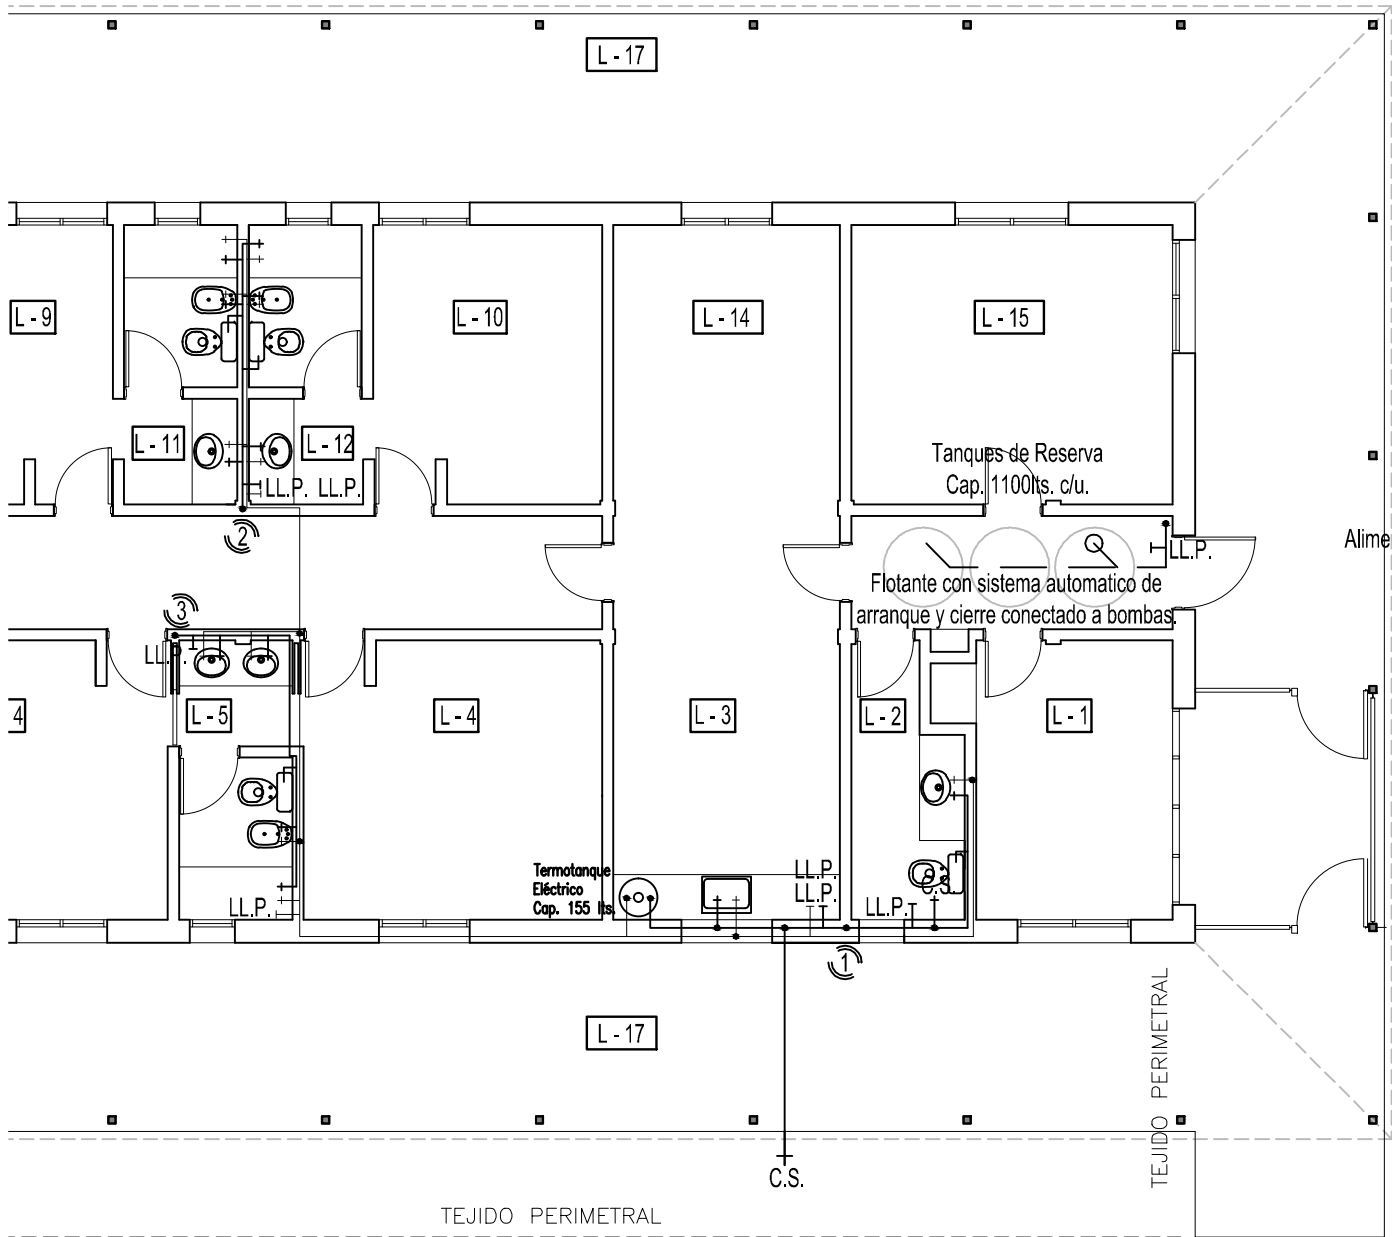 L - 17
L - 9
L - 10
L - 14
L - 15
L - 11
L - 12
Tanques de Reserva
Cap. 1100lts. c/u.
LL.P. LL.P.
2
Alime
LL.P.
Flotante con sistema automatico de
arranque y cierre conectado a bombas.
3
LL.P.
4
L - 5
L - 4
L - 3
L - 2
L - 1
Termotanque
Eléctrico
Cap. 155 lts.
LL.P.
LL.P.
C.S.
LL.P.
LL.P.
1
L - 17
TEJIDO PERIMETRAL
C.S.
TEJIDO PERIMETRAL